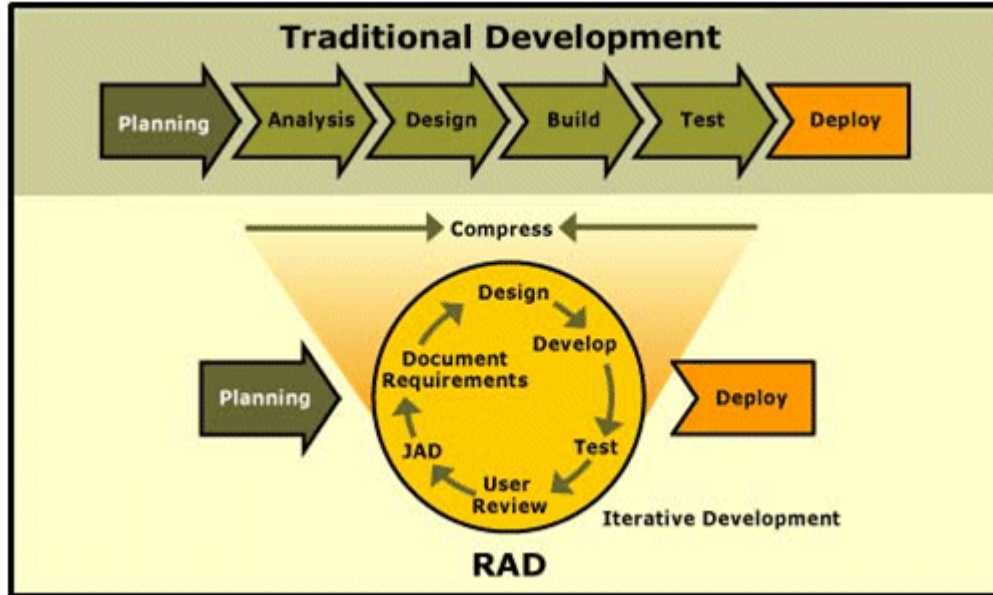 Traditional Development
Planning
Analysis
Design
Build
Test
Deploy
Compress
Design
Develop
Document
Requirements
Planning
Deploy
JAD
Test
User
Review
Iterative Development
RAD